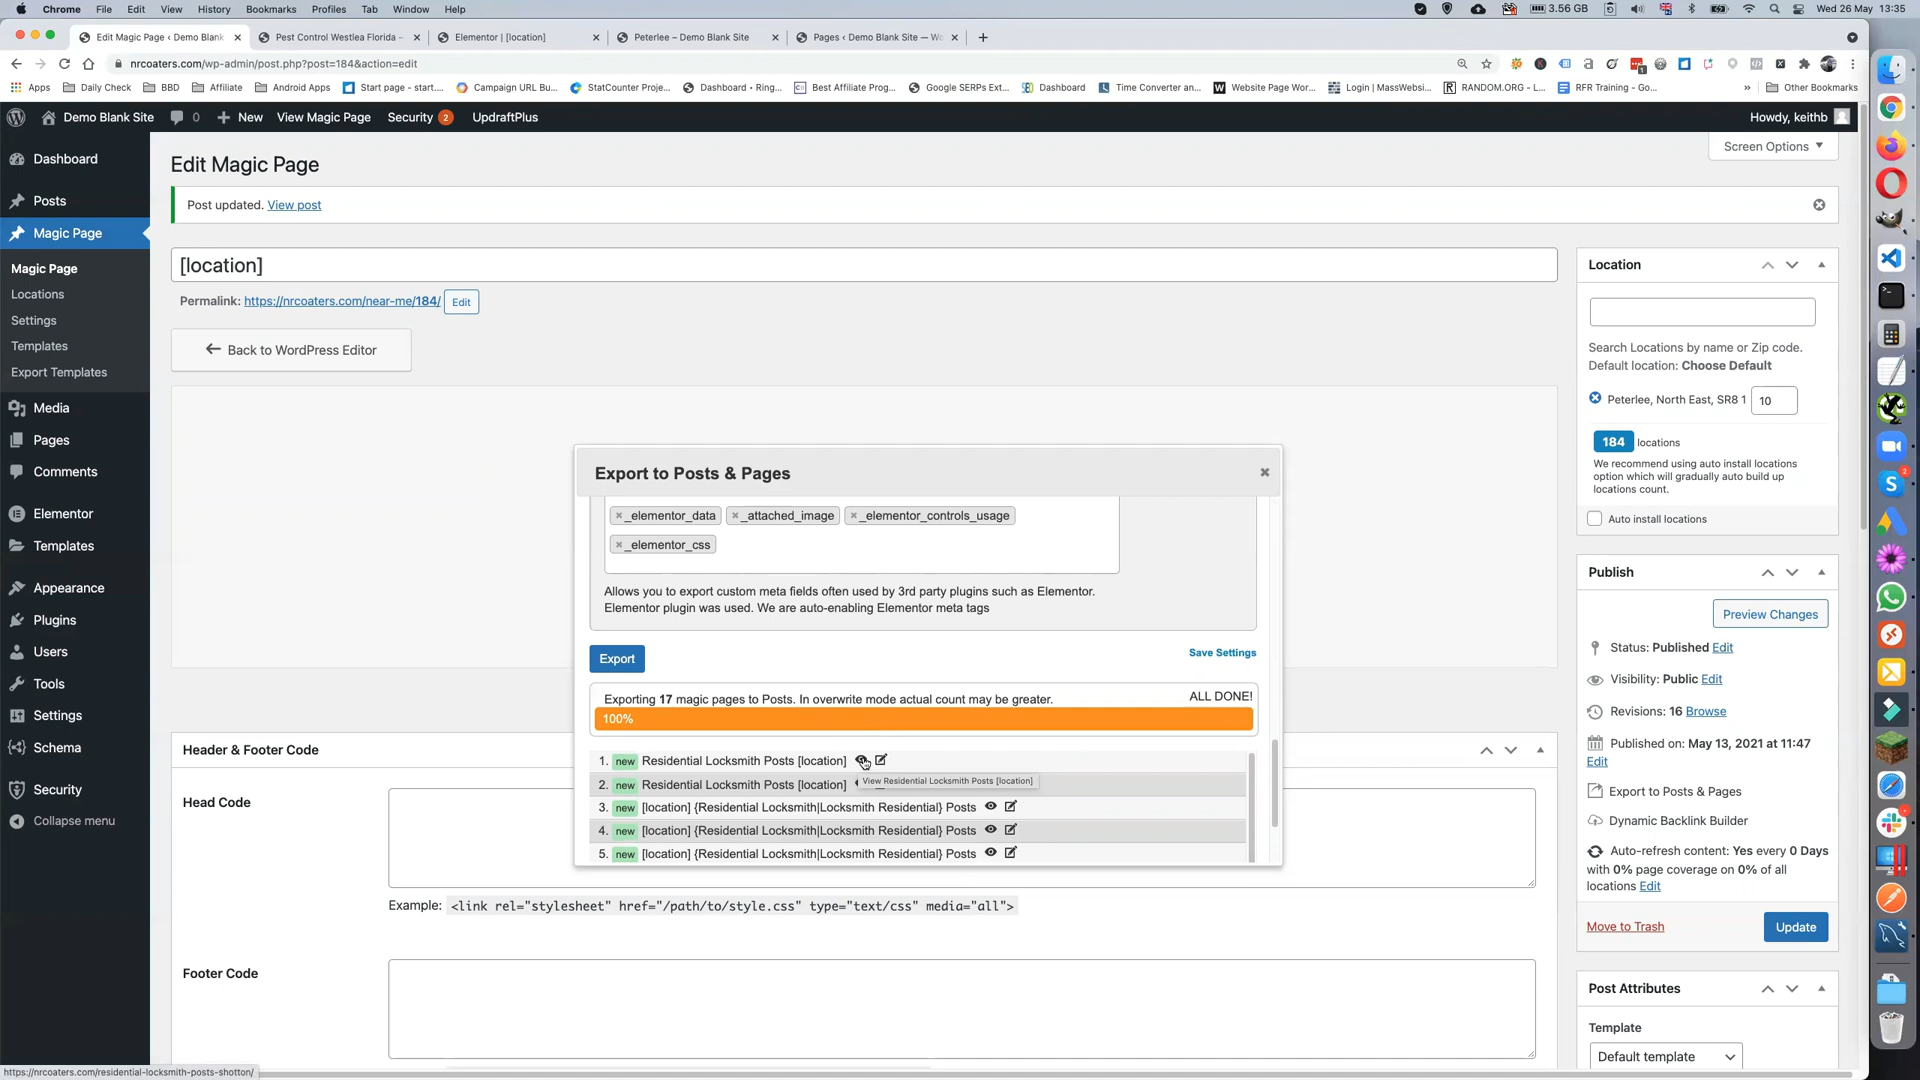 Chrome File Edit View History Bookmarks Profiles Tab Window Help 3.56 GB Wed 26 May 13:35
Edit Magic Page ‹ Demo Blank Pest Control Westlea Florida – Elementor | [location] Peterlee – Demo Blank Site Pages ‹ Demo Blank Site — Wo
nrcoaters.com/wp-admin/post.php?post=184&action=edit
Apps Daily Check BBD Affiliate Android Apps Start page - start.... Campaign URL Bu... StatCounter Proje... Dashboard • Ring... Best Affiliate Prog... Google SERPs Ext... Dashboard Time Converter an... Website Page Wor... Login | MassWebsi... RANDOM.ORG - L... RFR Training - Go... » Other Bookmarks
Demo Blank Site 0 New View Magic Page Security 2 UpdraftPlus Howdy, keithb
Screen Options
Dashboard
Posts
Magic Page
Magic Page
Locations
Settings
Templates
Export Templates
Media
Pages
Comments
Elementor
Templates
Appearance
Plugins
Users
Tools
Settings
Schema
Security
Collapse menu
Edit Magic Page
Post updated. View post
[location]
Permalink: https://nrcoaters.com/near-me/184/ Edit
Back to WordPress Editor
Export to Posts & Pages
×_elementor_data ×_attached_image ×_elementor_controls_usage
×_elementor_css
Allows you to export custom meta fields often used by 3rd party plugins such as Elementor.
Elementor plugin was used. We are auto-enabling Elementor meta tags
Export Save Settings
Exporting 17 magic pages to Posts. In overwrite mode actual count may be greater. ALL DONE!
100%
1. new Residential Locksmith Posts [location]
View Residential Locksmith Posts [location]
2. new Residential Locksmith Posts [location]
3. new [location] {Residential Locksmith|Locksmith Residential} Posts
4. new [location] {Residential Locksmith|Locksmith Residential} Posts
5. new [location] {Residential Locksmith|Locksmith Residential} Posts
Header & Footer Code
Head Code
Example: <link rel="stylesheet" href="/path/to/style.css" type="text/css" media="all">
Footer Code
Location
Search Locations by name or Zip code.
Default location: Choose Default
Peterlee, North East, SR8 1 10
184 locations
We recommend using auto install locations
option which will gradually auto build up
locations count.
Auto install locations
Publish
Preview Changes
Status: Published Edit
Visibility: Public Edit
Revisions: 16 Browse
Published on: May 13, 2021 at 11:47
Edit
Export to Posts & Pages
Dynamic Backlink Builder
Auto-refresh content: Yes every 0 Days
with 0% page coverage on 0% of all
locations Edit
Move to Trash Update
Post Attributes
Template
Default template
https://nrcoaters.com/residential-locksmith-posts-shotton/